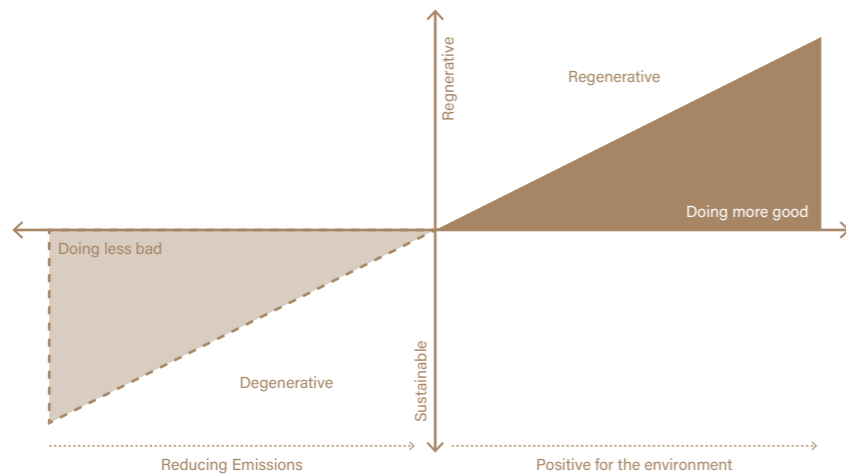 Regnerative
Regenerative
Doing more good
Doing less bad
Degenerative
Sustainable
Reducing Emissions
Positive for the environment